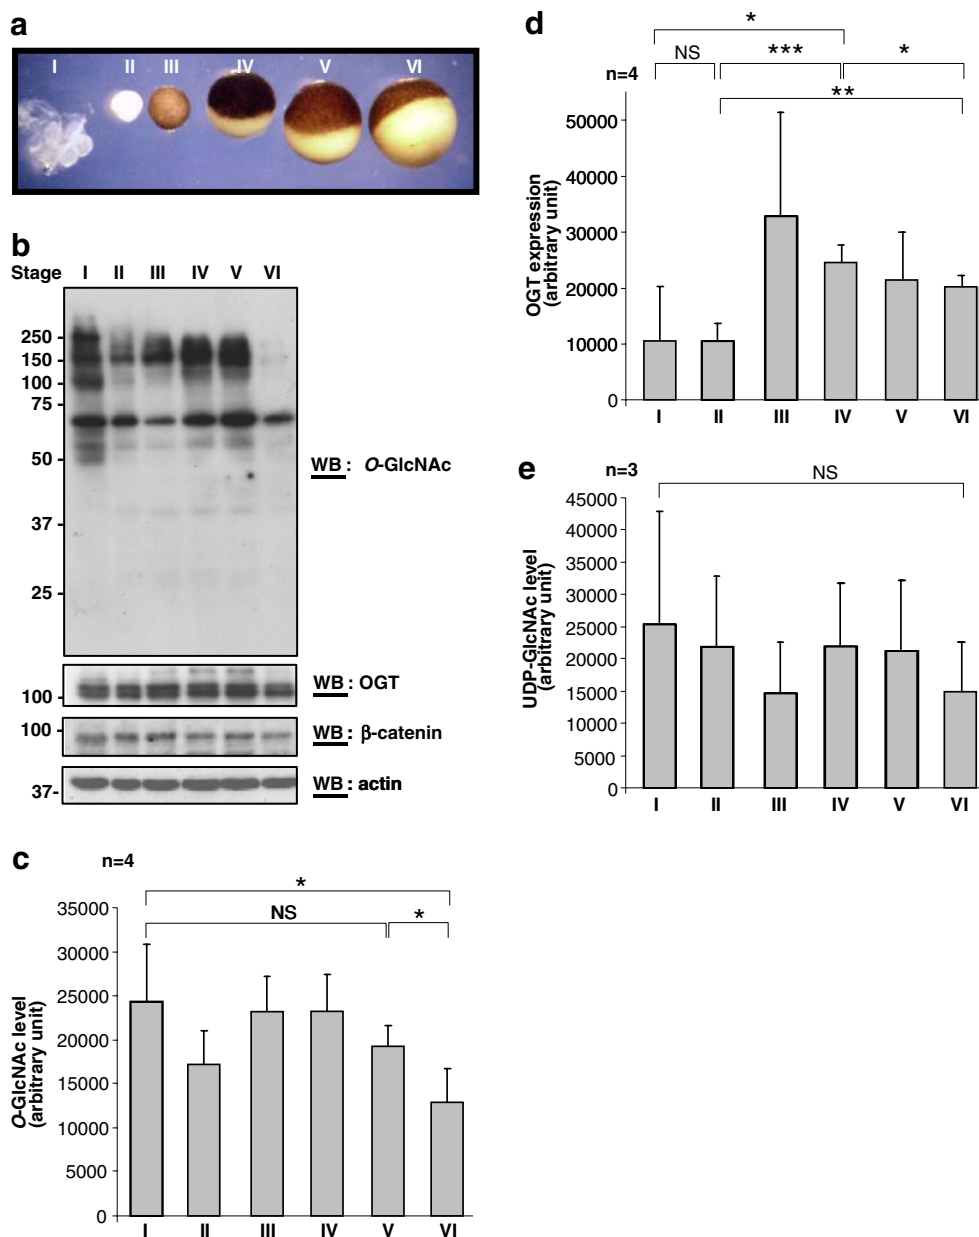 a
I II III IV V VI
b
Stage I II III IV V VI
250 -
150 -
100 -
75 -
50 -
37 -
25 -
WB : O-GlcNAc
100 -
WB : OGT
100 -
WB : β-catenin
37-
WB : actin
c
n=4
*
NS *
35000
30000
25000
20000
15000
10000
5000
0
O-GlcNAc level
(arbitrary unit)
I II III IV V VI
d
*
NS *** *
n=4
**
50000
40000
30000
20000
10000
0
OGT expression
(arbitrary unit)
I II III IV V VI
e
n=3
NS
45000
40000
35000
30000
25000
20000
15000
10000
5000
0
UDP-GlcNAc level
(arbitrary unit)
I II III IV V VI